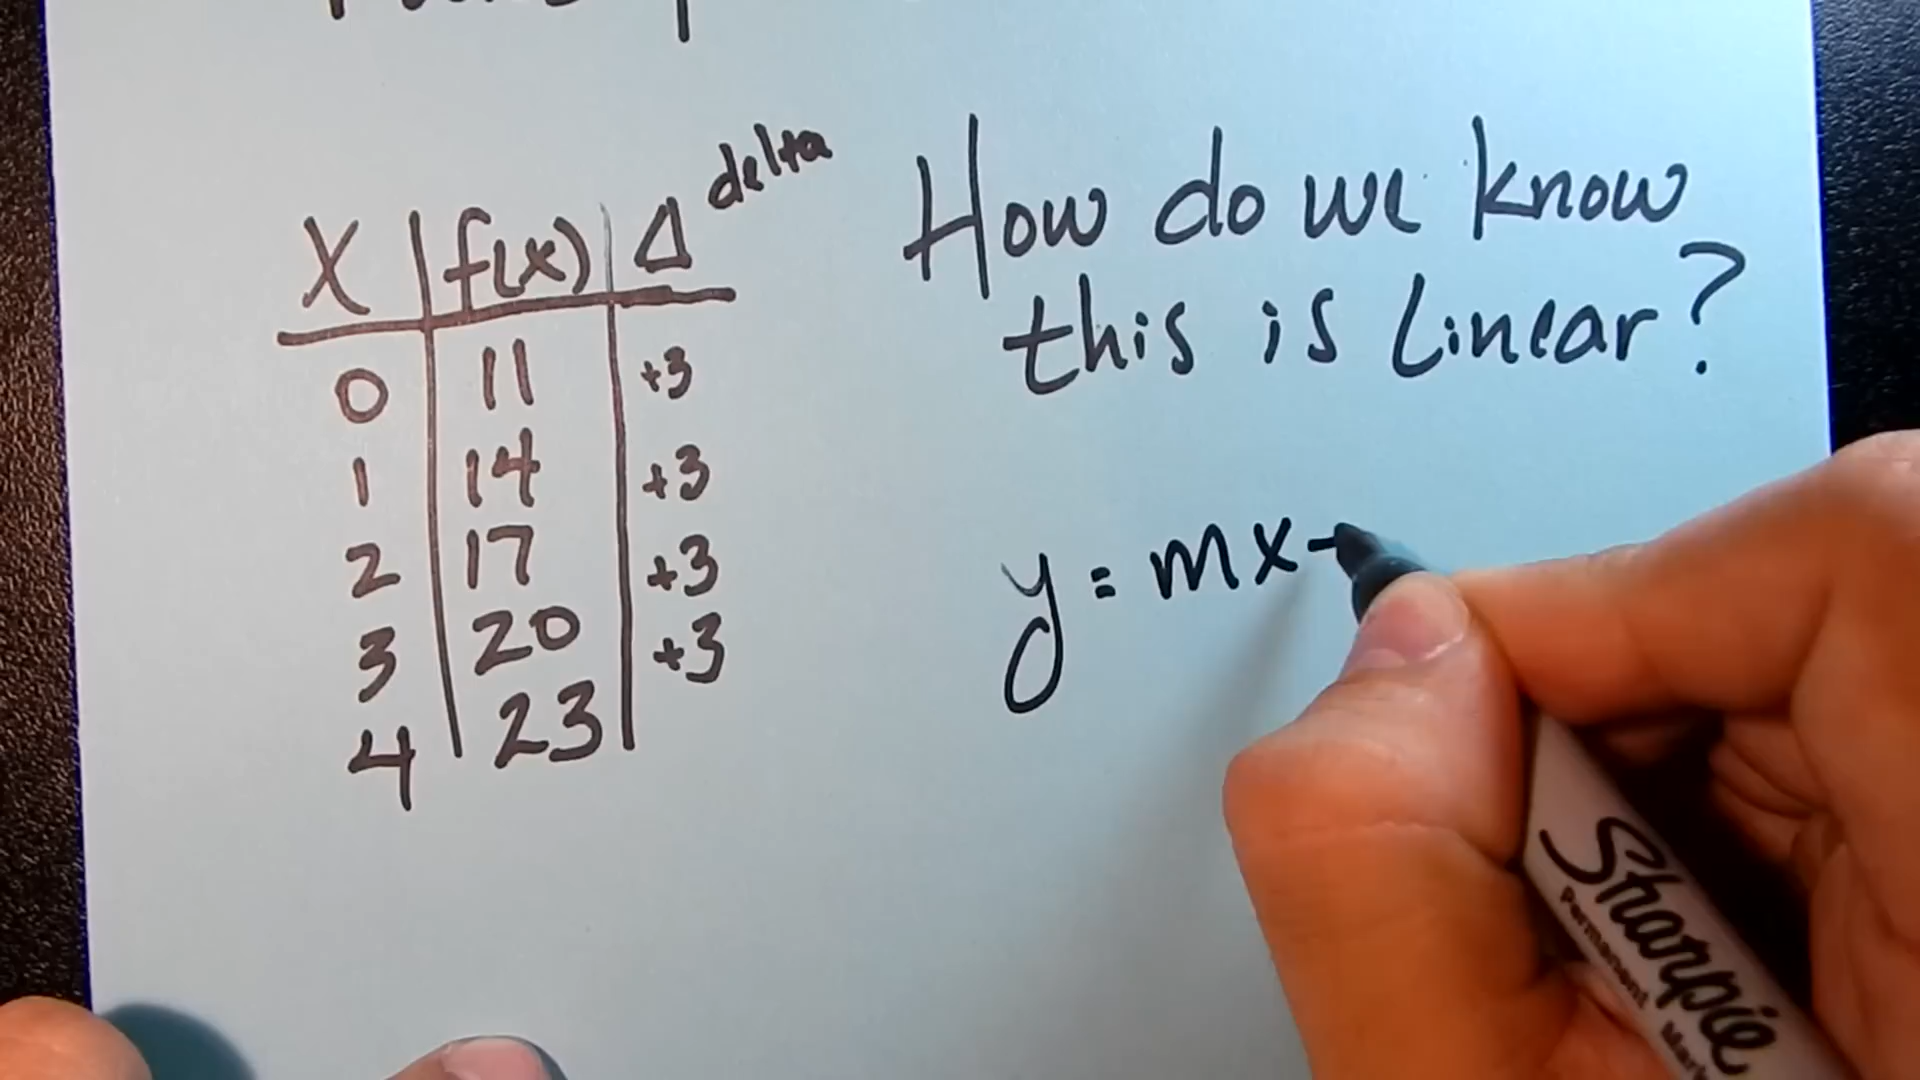 X f(x) Δ delta
0 11 +3
1 14 +3
2 17 +3
3 20 +3
4 23
How do we know
this is Linear?
y = mx-
Sharpie
Permanent